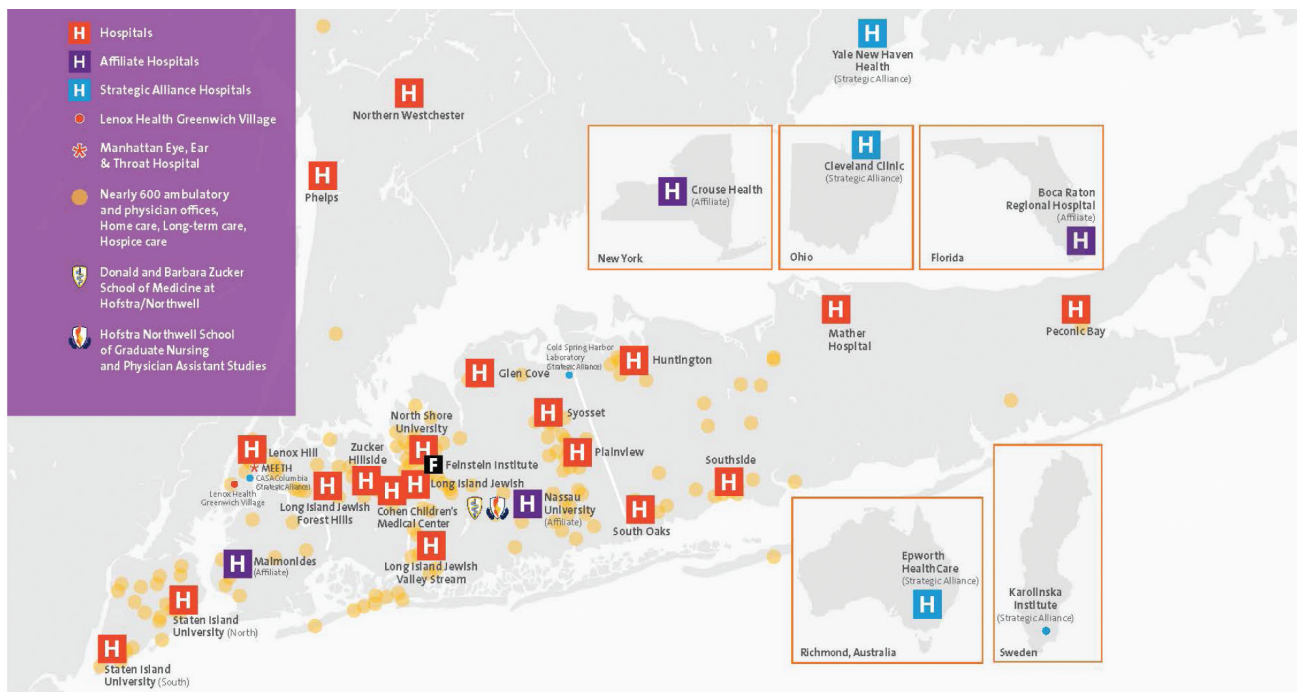 H Hospitals
H Affiliate Hospitals
H Strategic Alliance Hospitals
Lenox Health Greenwich Village
Manhattan Eye, Ear
& Throat Hospital
Nearly 600 ambulatory
and physician offices,
Home care, Long-term care,
Hospice care
Donald and Barbara Zucker
School of Medicine at
Hofstra/Northwell
Hofstra Northwell School
of Graduate Nursing
and Physician Assistant Studies
H
Yale New Haven
Health
(Strategic Alliance)
H
Northern Westchester
H
Phelps
H
Crouse Health
(Affiliate)
New York
H
Cleveland Clinic
(Strategic Alliance)
Ohio
Boca Raton
Regional Hospital
(Affiliate)
H
Florida
H
Mather
Hospital
H
Peconic Bay
Cold Spring Harbor
Laboratory
(Strategic Alliance)
H
Huntington
H
Glen Cove
H
Syosset
North Shore
University
H
F
Feinstein Institute
H
Plainview
H
Lenox Hill
MEETH
CASAColumbia
(Strategic Alliance)
Lenox Health
Greenwich Village
Zucker
Hillside
H
H
Long Island Jewish
Forest Hills
H
Cohen Children's
Medical Center
H
Long Island Jewish
H
Nassau
University
(Affiliate)
Southside
H
H
South Oaks
H
Long Island Jewish
Valley Stream
H
Maimonides
(Affiliate)
H
Staten Island
University (North)
H
Staten Island
University (South)
Epworth
HealthCare
(Strategic Alliance)
H
Richmond, Australia
Karolinska
Institute
(Strategic Alliance)
Sweden